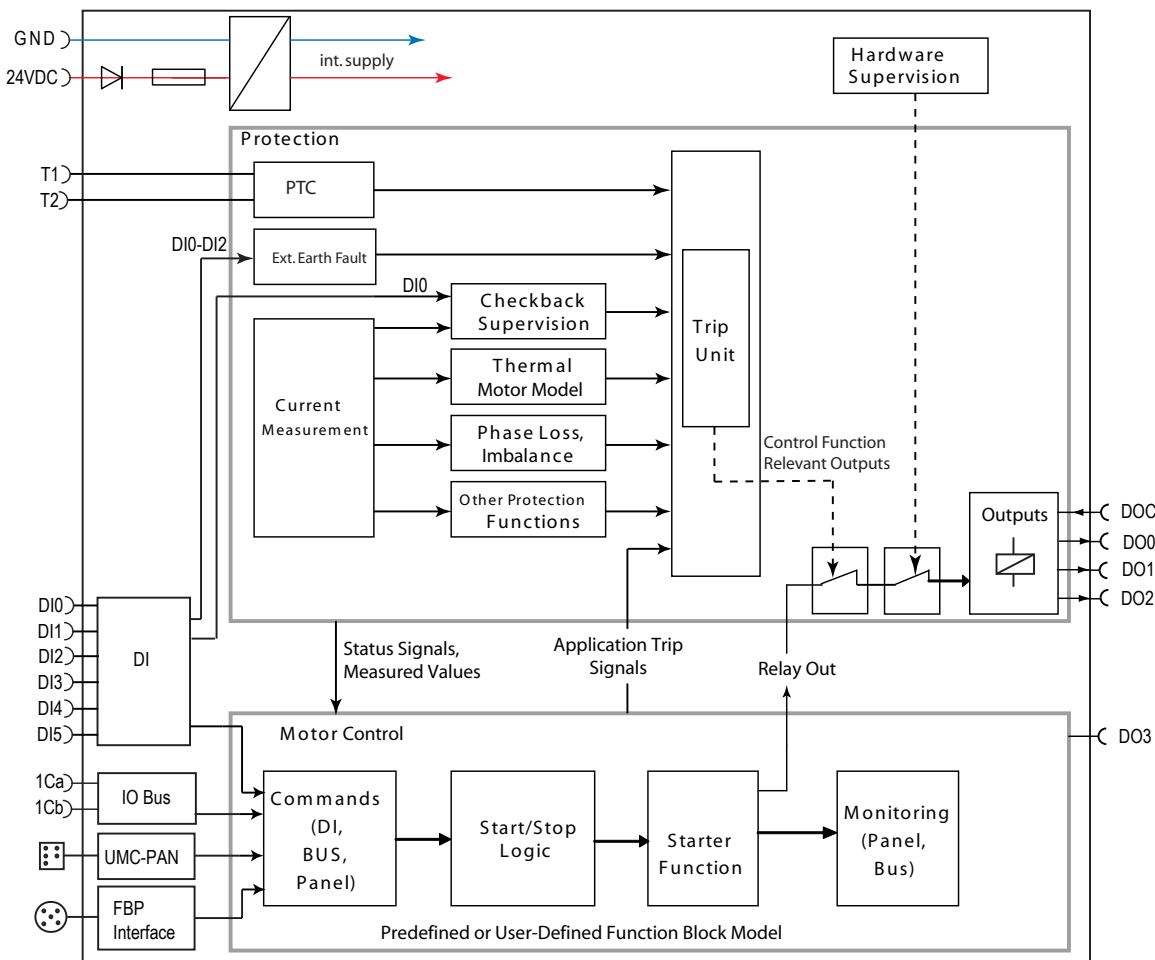 GND
24VDC
int. supply
Hardware
Supervision
Protection
T1
T2
PTC
DI0-DI2
Ext. Earth Fault
DI0
Checkback
Supervision
Trip
Unit
Thermal
Motor Model
Current
Measurement
Phase Loss,
Imbalance
Control Function
Relevant Outputs
Other Protection
Functions
Outputs
DOC
DO0
DO1
DO2
DI0
DI1
DI2
DI3
DI4
DI5
DI
Status Signals,
Measured Values
Application Trip
Signals
Relay Out
Motor Control
DO3
1Ca
1Cb
IO Bus
UMC-PAN
FBP
Interface
Commands
(DI,
BUS,
Panel)
Start/Stop
Logic
Starter
Function
Monitoring
(Panel,
Bus)
Predefined or User-Defined Function Block Model